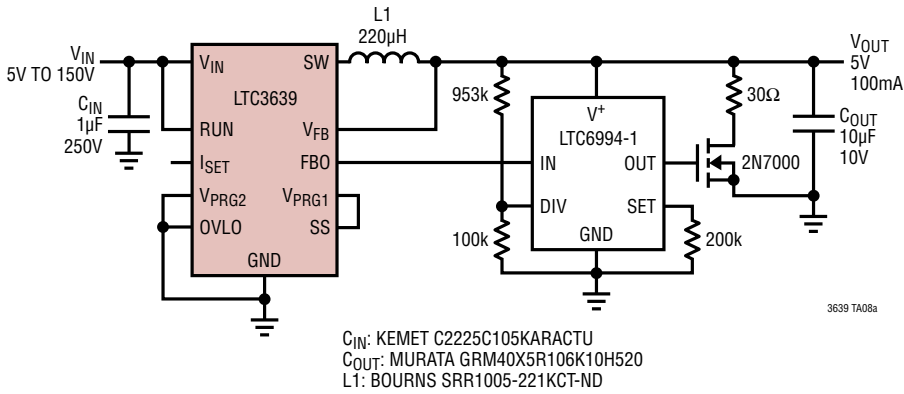 L1
220µH
VIN
5V TO 150V
CIN
1µF
250V
VIN
SW
LTC3639
RUN
VFB
ISET
FBO
VPRG2
VPRG1
OVLO
SS
GND
953k
100k
V+
LTC6994-1
IN
OUT
DIV
SET
GND
200k
30Ω
2N7000
VOUT
5V
100mA
COUT
10µF
10V
3639 TA08a
CIN: KEMET C2225C105KARACTU
COUT: MURATA GRM40X5R106K10H520
L1: BOURNS SRR1005-221KCT-ND